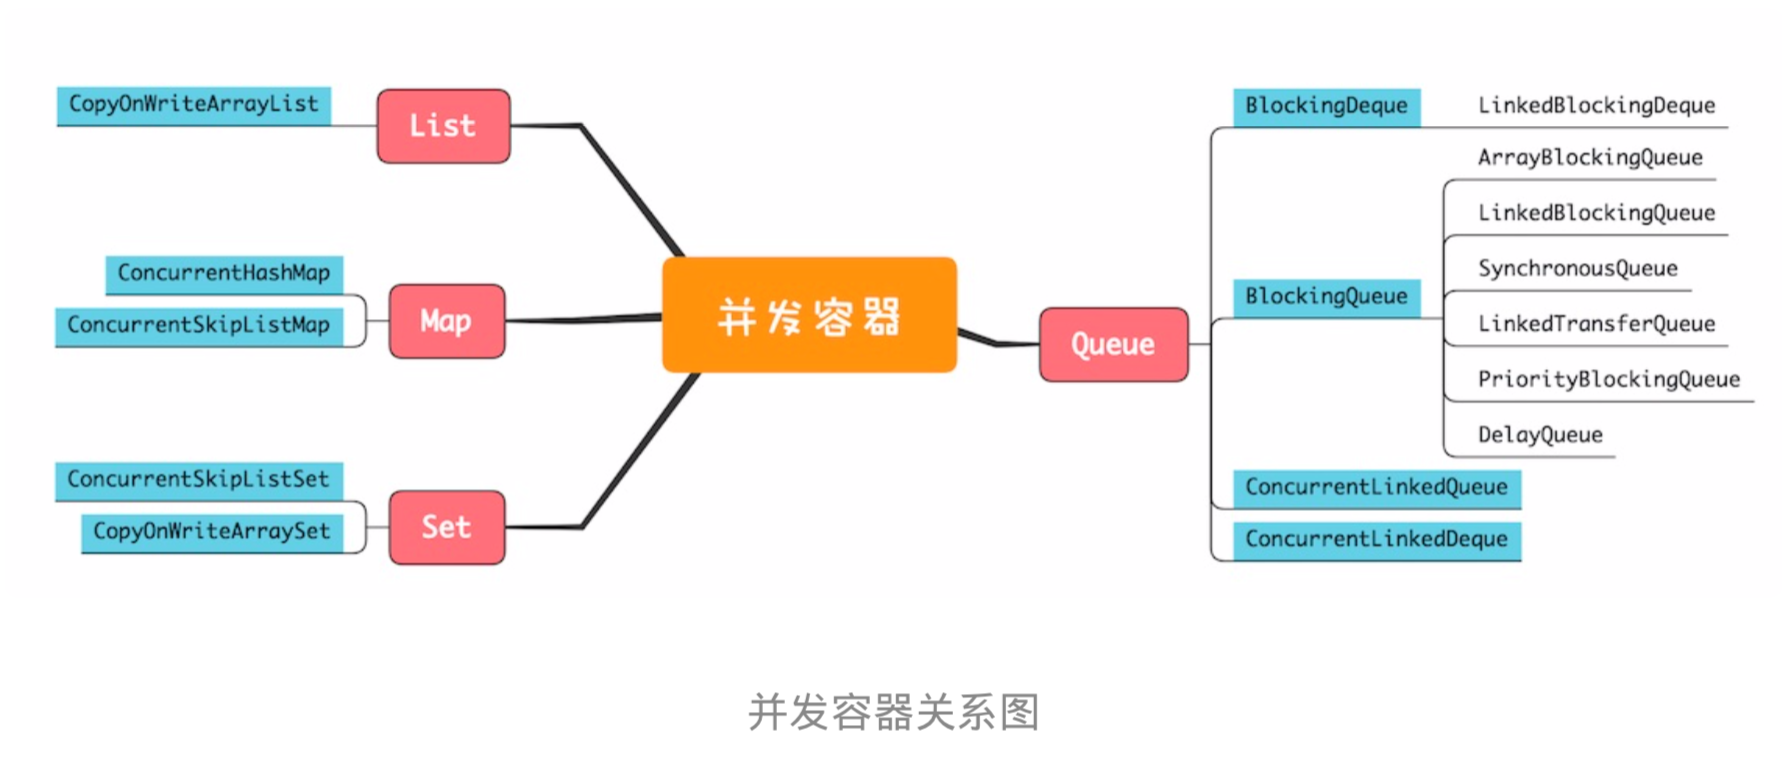 CopyOnWriteArrayList
List
ConcurrentHashMap
ConcurrentSkipListMap
Map
ConcurrentSkipListSet
CopyOnWriteArraySet
Set
并发容器
Queue
BlockingDeque
LinkedBlockingDeque
BlockingQueue
ArrayBlockingQueue
LinkedBlockingQueue
SynchronousQueue
LinkedTransferQueue
PriorityBlockingQueue
DelayQueue
ConcurrentLinkedQueue
ConcurrentLinkedDeque
并发容器关系图